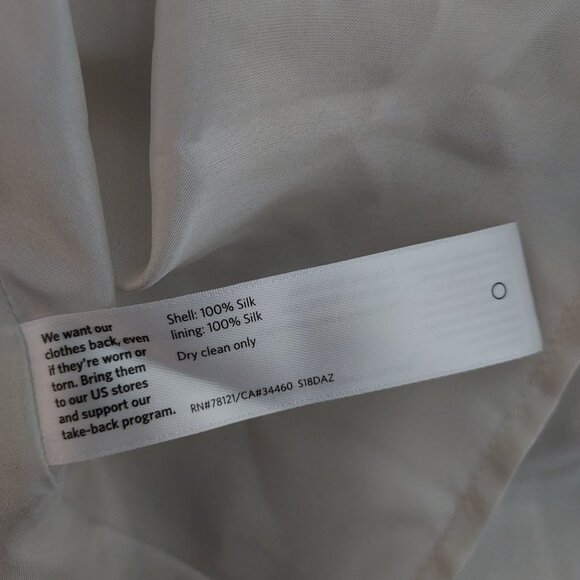 We want our
clothes back, even
if they're worn or
torn. Bring them
to our US stores
and support our
take-back program.
Shell: 100% Silk
lining: 100% Silk
Dry clean only
RN#78121/CA#34460 S18DAZ